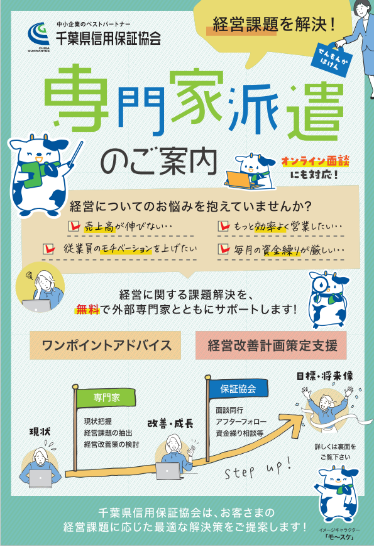 中小企業のベストパートナー
千葉県信用保証協会
経営課題を解決！
専門家派遣
のご案内
オンライン面談
にも対応！
経営についてのお悩みを抱えていませんか？
売上高が伸びない‥
もっと効率よく営業したい‥
従業員のモチベーションを上げたい
毎月の資金繰りが厳しい‥
経営に関する課題解決を、
無料で外部専門家とともにサポートします！
ワンポイントアドバイス
経営改善計画策定支援
目標・将来像
専門家
現状把握
経営課題の抽出
経営改善策の検討
保証協会
面談同行
アフターフォロー
資金繰り相談等
現状
改善・成長
step up!
詳しくは裏面を
ご覧下さい
千葉県信用保証協会は、お客さまの
経営課題に応じた最適な解決策をご提案します！
イメージキャラクター
「モ〜スケ」